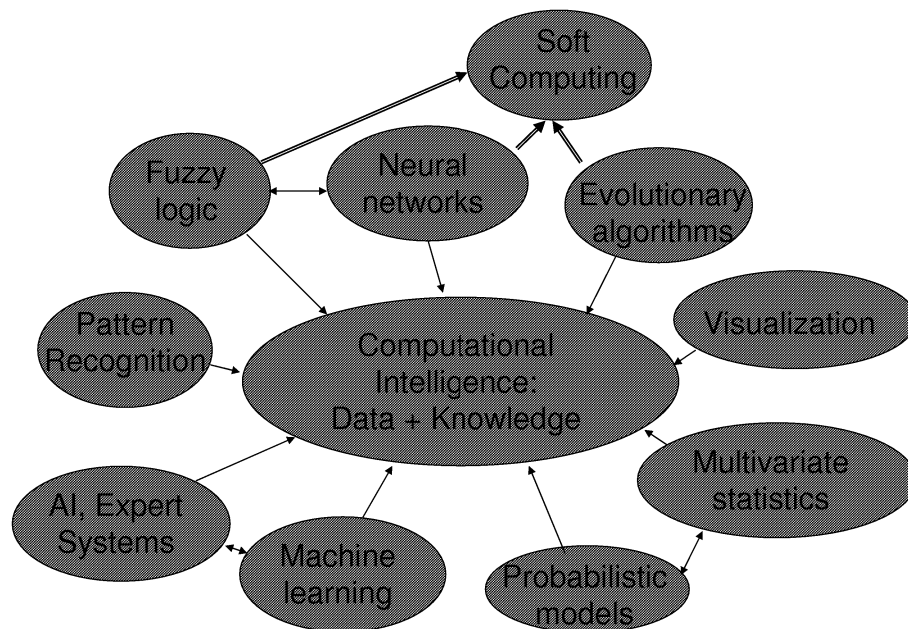 Soft
Computing
Fuzzy
logic
Neural
networks
Evolutionary
algorithms
Pattern
Recognition
Computational
Intelligence:
Data + Knowledge
Visualization
AI, Expert
Systems
Machine
learning
Probabilistic
models
Multivariate
statistics